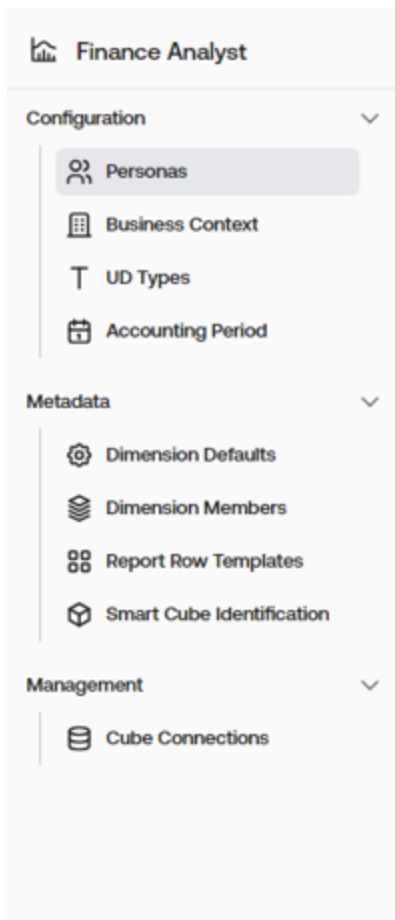 Finance Analyst
Configuration
Personas
Business Context
UD Types
Accounting Period
Metadata
Dimension Defaults
Dimension Members
Report Row Templates
Smart Cube Identification
Management
Cube Connections